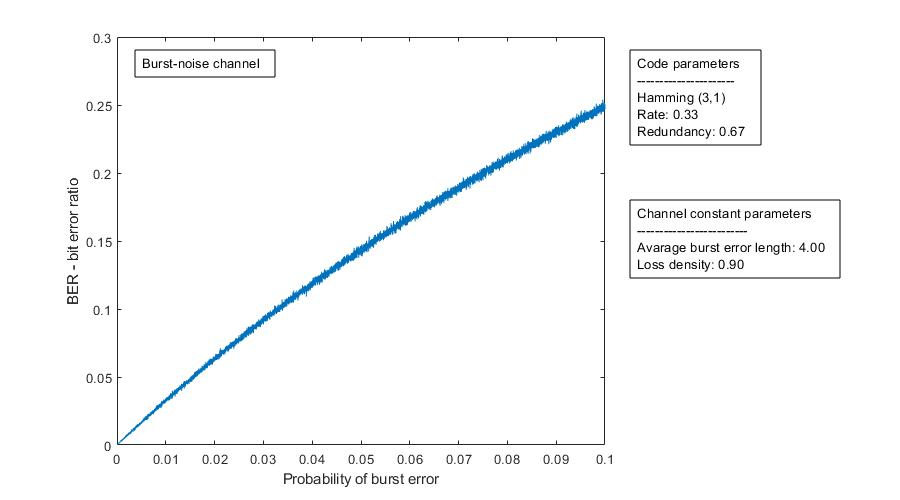 Burst-noise channel
0.3
0.25
0.2
0.15
0.1
0.05
0
BER - bit error ratio
0 0.01 0.02 0.03 0.04 0.05 0.06 0.07 0.08 0.09 0.1
Probability of burst error
Code parameters
----------------------
Hamming (3,1)
Rate: 0.33
Redundancy: 0.67
Channel constant parameters
-------------------------
Avarage burst error length: 4.00
Loss density: 0.90